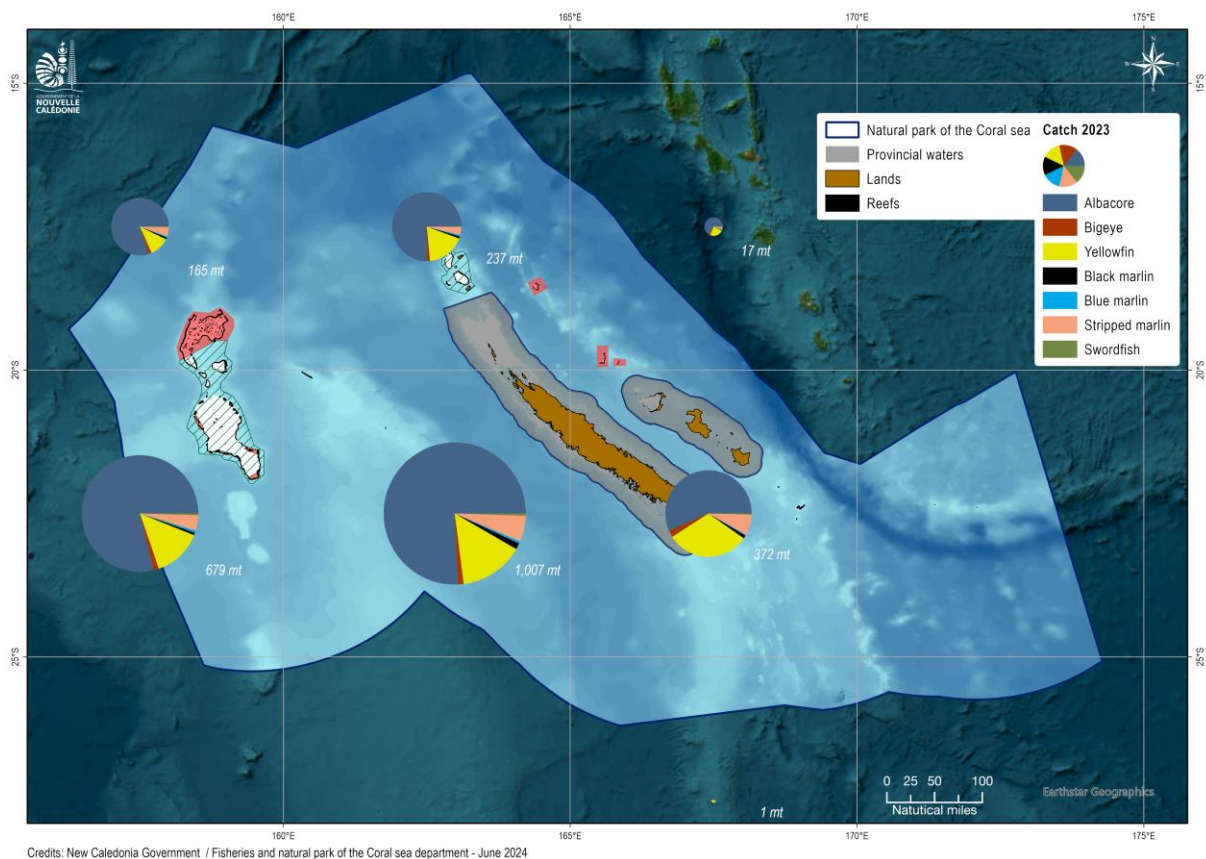 160°E 165°E 170°E 175°E
GOUVERNEMENT DE LA
NOUVELLE
CALÉDONIE
N
W E
S
15°S 15°S
Natural park of the Coral sea
Provincial waters
Lands
Reefs
Catch 2023
Albacore
Bigeye
Yellowfin
Black marlin
Blue marlin
Stripped marlin
Swordfish
165 mt
237 mt
17 mt
20°S 20°S
679 mt
1,007 mt
372 mt
25°S 25°S
0 25 50 100
Natutical miles
Earthstar Geographics
1 mt
160°E 165°E 170°E 175°E
Credits: New Caledonia Government / Fisheries and natural park of the Coral sea department - June 2024